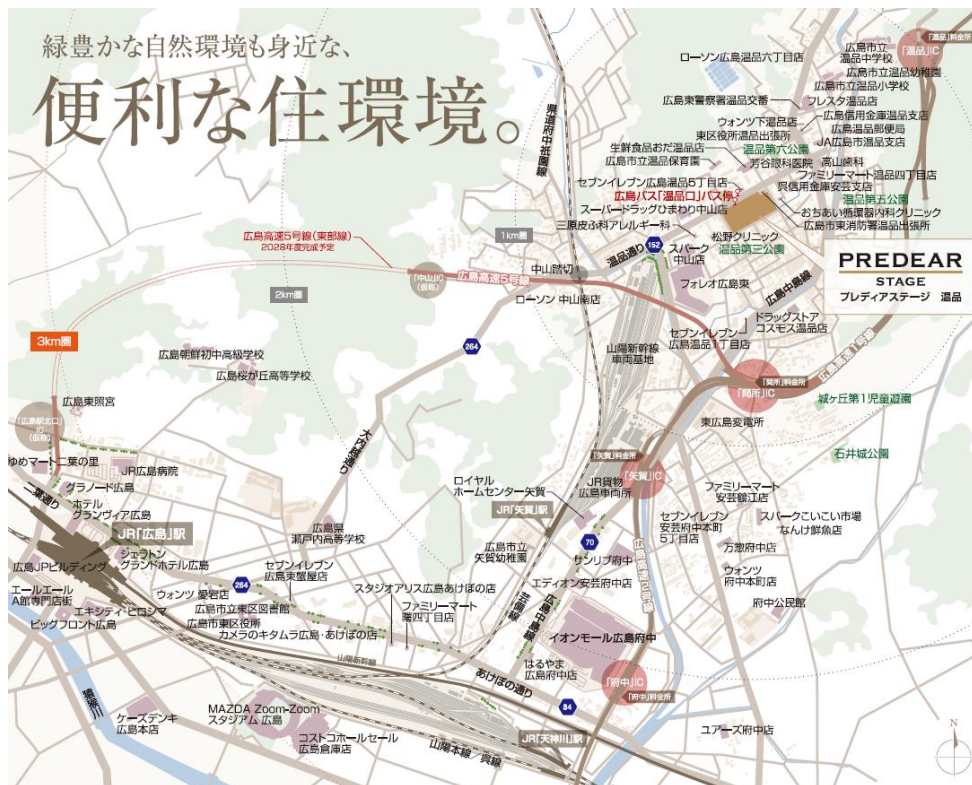 緑豊かな自然環境も身近な、
便利な住環境。
県道府中祇園線
ローソン広島温品六丁目店
広島市立
温品中学校
「温品」料金所
「温品」IC
広島市立温品幼稚園
広島市立温品小学校
広島東警察署温品交番
フレスタ温品店
ウォンツ下温品店
広島信用金庫温品支店
東区役所温品出張所
広島温品郵便局
生鮮食品おだ温品店
温品第六公園
JA広島市温品支店
広島市立温品保育園
芳谷眼科医院
高山歯科
ファミリーマート温品四丁目店
セブンイレブン広島温品5丁目店
呉信用金庫安芸支店
広島バス「温品口」バス停
温品第五公園
スーパードラッグひまわり中山店
おちあい循環器内科クリニック
三原皮ふ科アレルギー科
広島市東消防署温品出張所
松野クリニック
温品第三公園
広島高速5号線(東部線)
2028年度完成予定
1km圏
温品通り
152
スパーク
中山店
PREDEAR
STAGE
プレディアステージ 温品
「中山」IC
(仮称)
広島高速5号線
中山踏切
フォレオ広島東
広島中島線
2km圏
ローソン 中山南店
ドラッグストア
コスモス温品店
セブンイレブン
広島温品1丁目店
3km圏
264
山陽新幹線
車両基地
広島高速1号線
広島朝鮮初中高級学校
広島桜が丘高等学校
「間所」IC
「間所」料金所
城ヶ丘第1児童遊園
広島東照宮
「広島駅北口」
IC
(仮称)
東広島変電所
大内越通り
石井城公園
ゆめマート二葉の里
JR広島病院
「矢賀」料金所
「矢賀」IC
グラノード広島
二葉通り
ロイヤル
ホームセンター矢賀
JR貨物
広島車両所
ファミリーマート
安芸鶴江店
ホテル
グランヴィア広島
JR「矢賀」駅
セブンイレブン
安芸府中本町
5丁目店
スパークこいこい市場
なんけ鮮魚店
JR「広島」駅
広島県
瀬戸内高等学校
70
万惣府中店
広島JPビルディング
シェラトン
グランドホテル広島
広島市立
矢賀幼稚園
サンリブ府中
セブンイレブン
広島東蟹屋店
エディオン安芸府中店
ウォンツ
府中本町店
エールエール
A館専門店街
264
ウォンツ 愛宕店
スタジオアリス広島あけぼの店
広島高速2号線
府中公民館
エキシティ・ヒロシマ
広島市立東区図書館
ファミリーマート
曙四丁目店
芸備線
広島中島線
ビッグフロント広島
広島市東区役所
カメラのキタムラ広島・あけぼの店
イオンモール広島府中
山陽新幹線
あけぼの通り
はるやま
広島府中店
「府中」IC
「府中」料金所
猿猴川
84
ケーズデンキ
広島本店
MAZDA Zoom-Zoom
スタジアム 広島
コストコホールセール
広島倉庫店
山陽本線/呉線
JR「天神川」駅
ユアーズ府中店
N